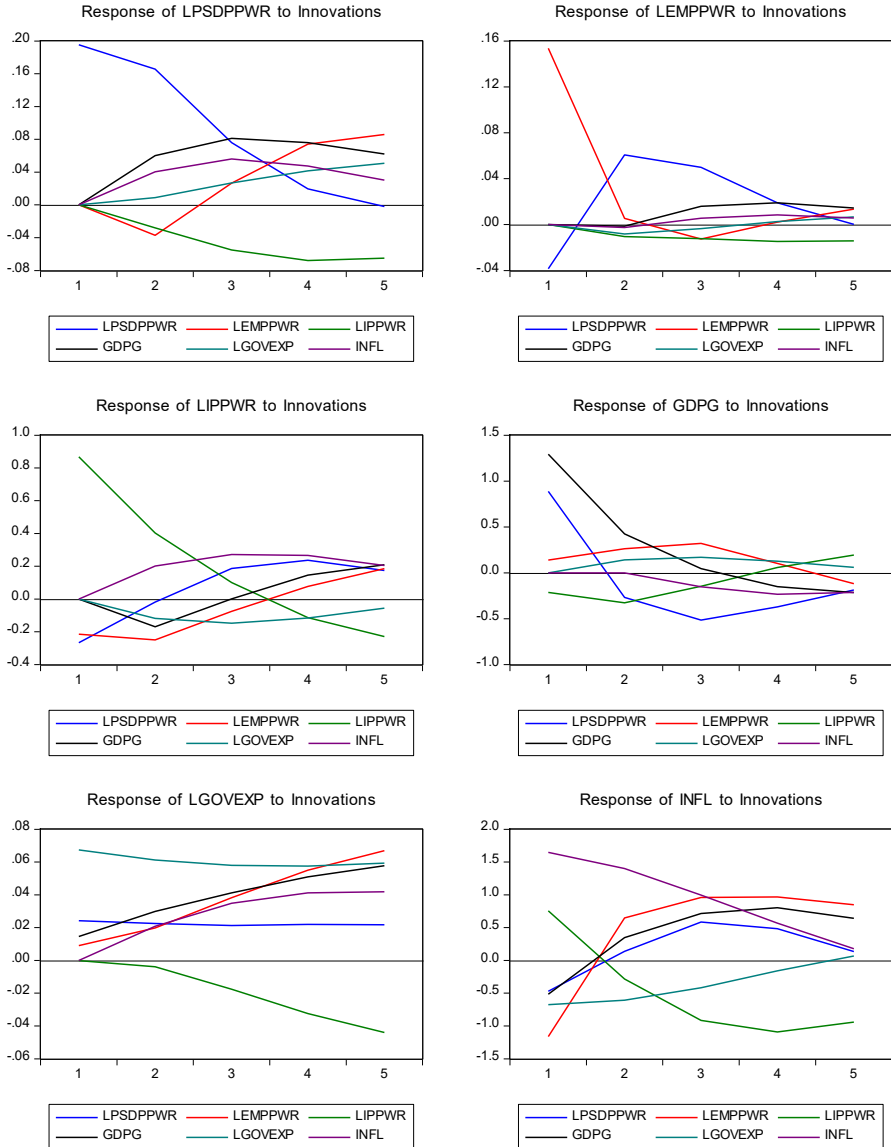 Response of LPSDPPWR to Innovations
.20
.16
.12
.08
.04
.00
-.04
-.08
1 2 3 4 5
LPSDPPWR LEMPPWR LIPPWR
GDPG LGOVEXP INFL
Response of LEMPPWR to Innovations
.16
.12
.08
.04
.00
-.04
1 2 3 4 5
LPSDPPWR LEMPPWR LIPPWR
GDPG LGOVEXP INFL
Response of LIPPWR to Innovations
1.0
0.8
0.6
0.4
0.2
0.0
-0.2
-0.4
1 2 3 4 5
LPSDPPWR LEMPPWR LIPPWR
GDPG LGOVEXP INFL
Response of GDPG to Innovations
1.5
1.0
0.5
0.0
-0.5
-1.0
1 2 3 4 5
LPSDPPWR LEMPPWR LIPPWR
GDPG LGOVEXP INFL
Response of LGOVEXP to Innovations
.08
.06
.04
.02
.00
-.02
-.04
-.06
1 2 3 4 5
LPSDPPWR LEMPPWR LIPPWR
GDPG LGOVEXP INFL
Response of INFL to Innovations
2.0
1.5
1.0
0.5
0.0
-0.5
-1.0
-1.5
1 2 3 4 5
LPSDPPWR LEMPPWR LIPPWR
GDPG LGOVEXP INFL